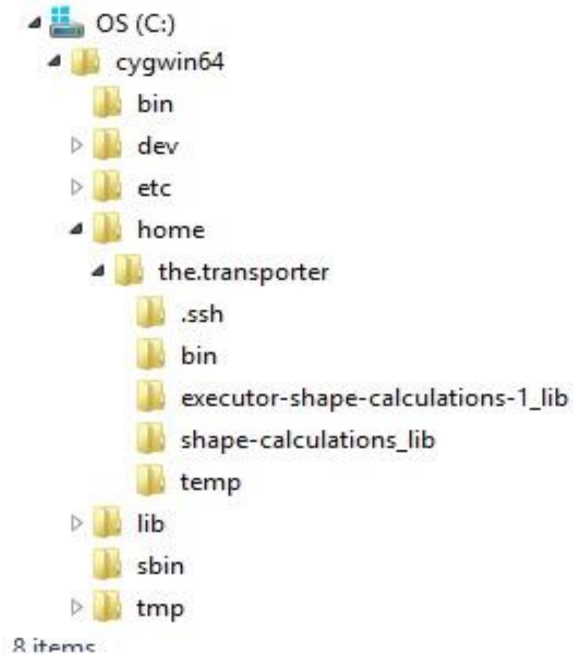 OS (C:)
cygwin64
bin
dev
etc
home
the.transporter
.ssh
bin
executor-shape-calculations-1_lib
shape-calculations_lib
temp
lib
sbin
tmp
8 items